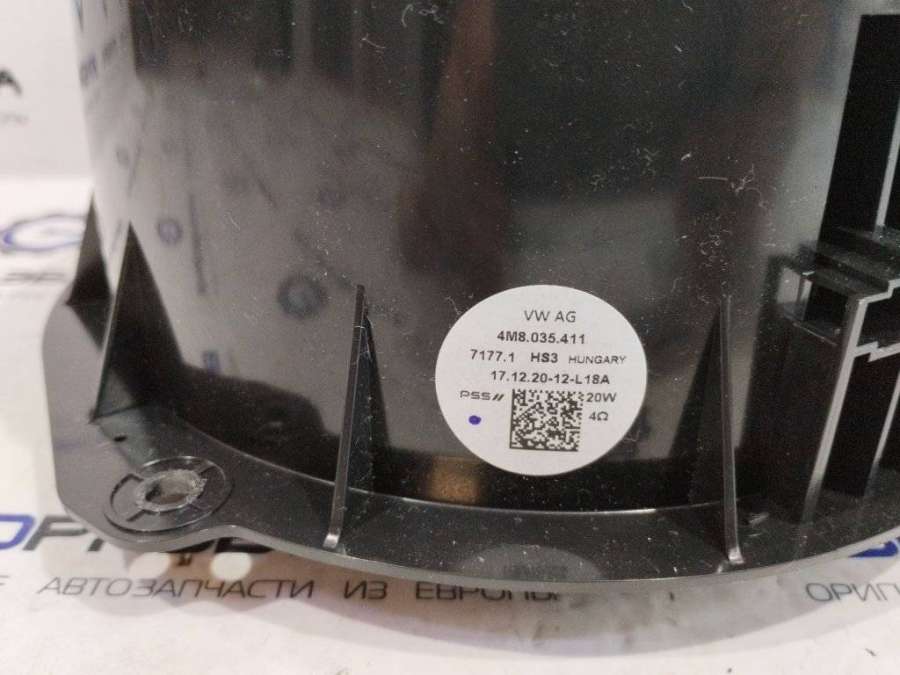 VW AG
4M8.035.411
7177.1 HS3 HUNGARY
17.12.20-12-L18A
PSS 20W
4Ω
АВТОЗАПЧАСТИ ИЗ ЕВРОПЫ